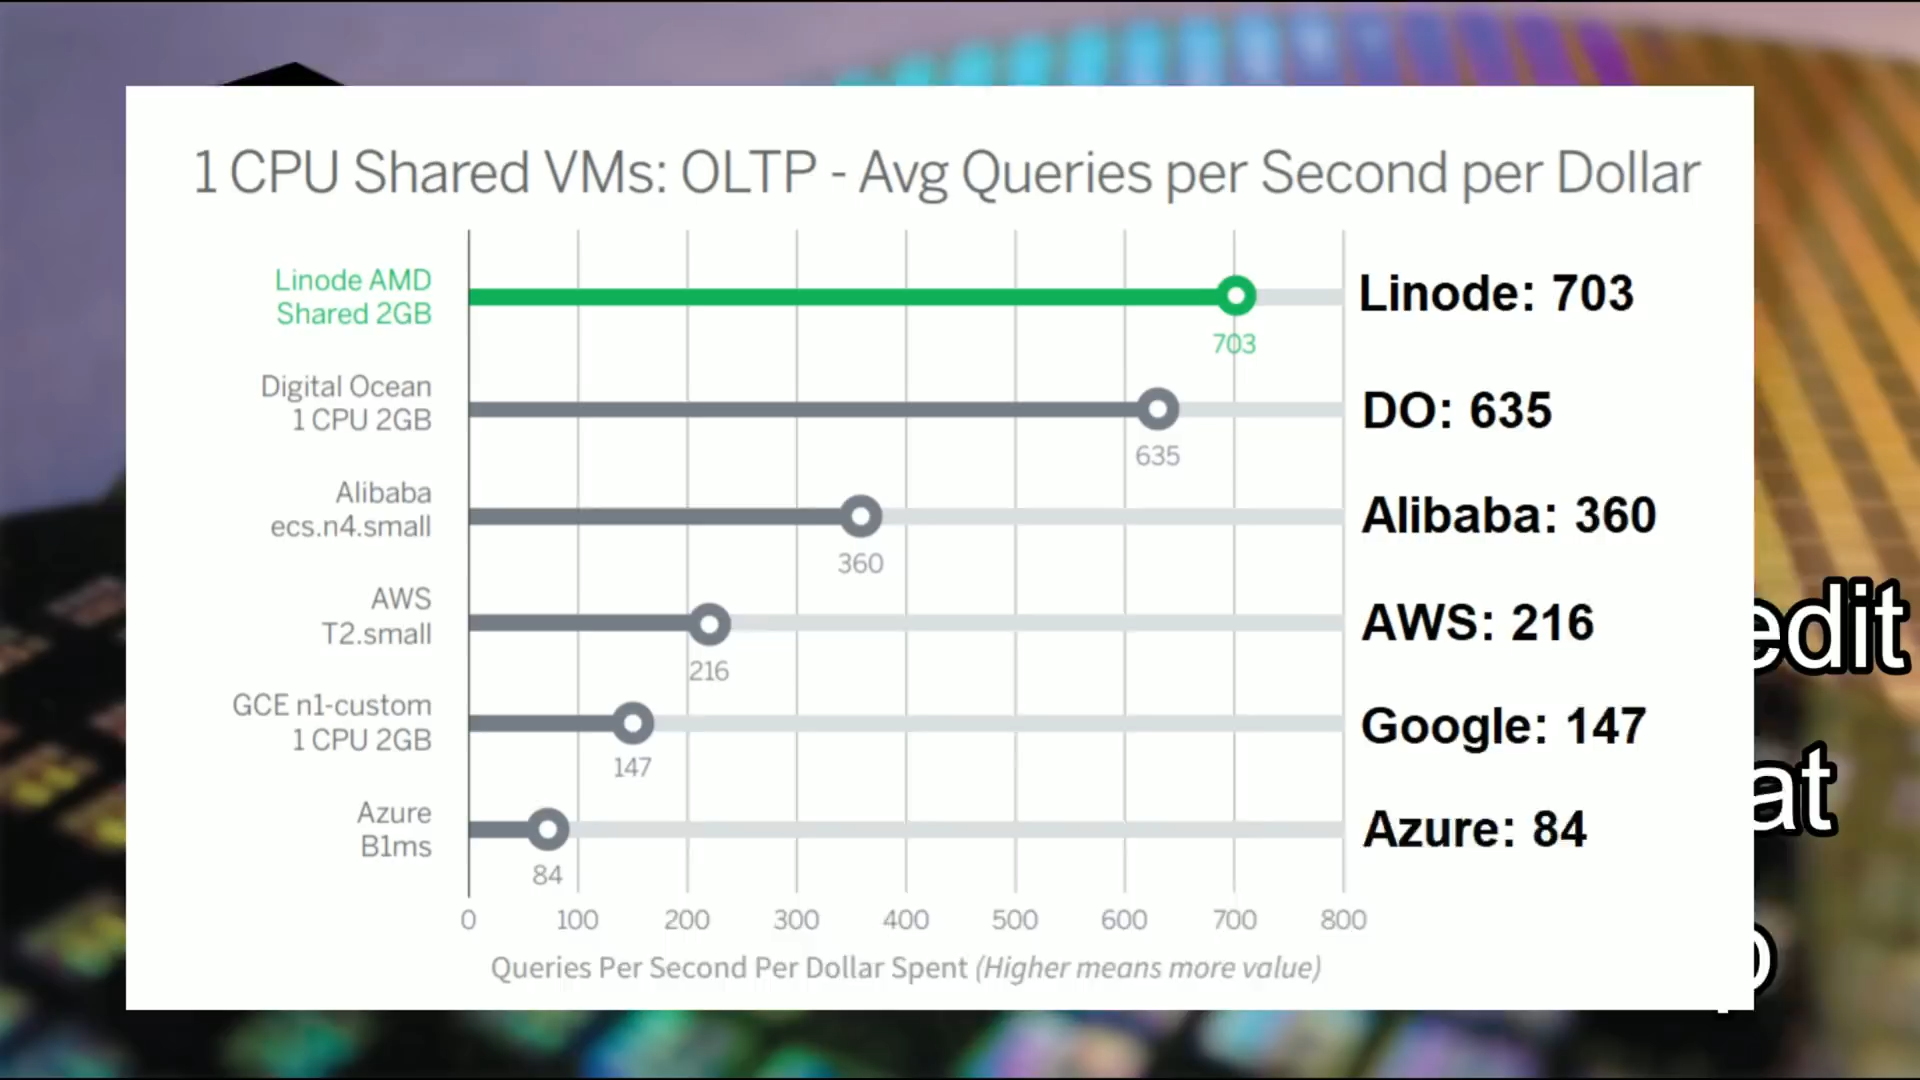 1 CPU Shared VMs: OLTP - Avg Queries per Second per Dollar
Linode AMD
Shared 2GB
703
Linode: 703
Digital Ocean
1 CPU 2GB
635
DO: 635
Alibaba
ecs.n4.small
360
Alibaba: 360
AWS
T2.small
216
AWS: 216
GCE n1-custom
1 CPU 2GB
147
Google: 147
Azure
B1ms
84
Azure: 84
0 100 200 300 400 500 600 700 800
Queries Per Second Per Dollar Spent (Higher means more value)
edit
at